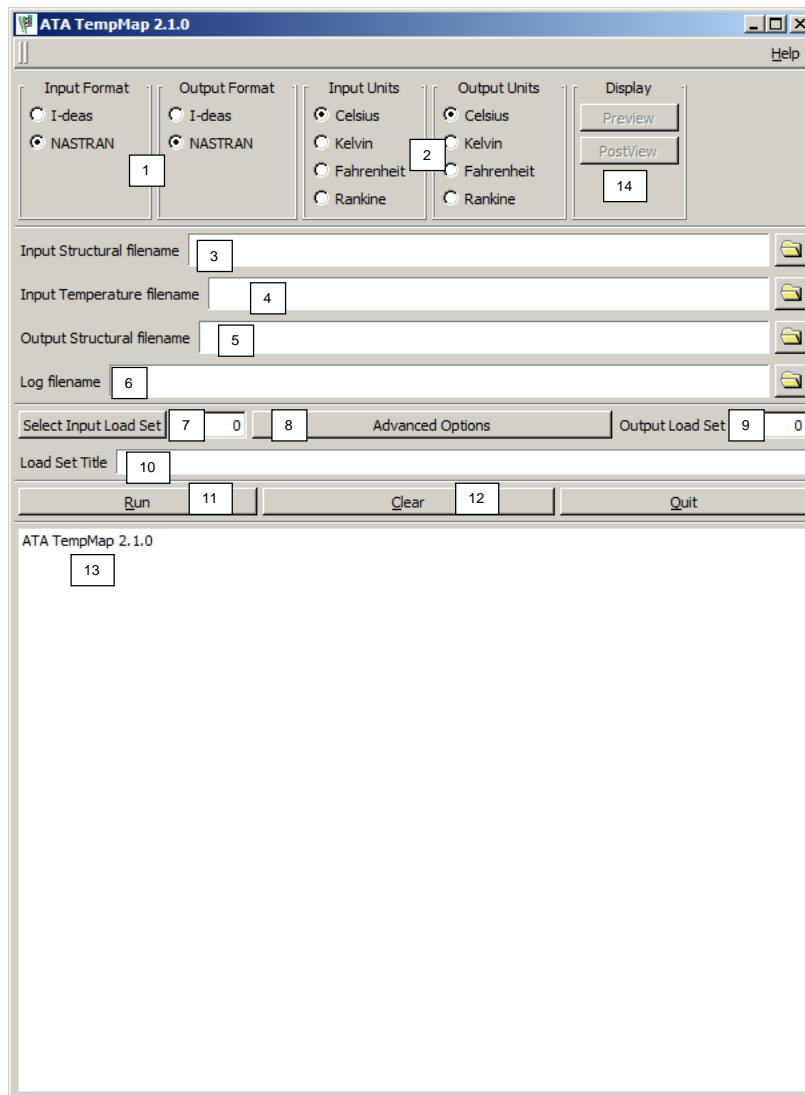 ATA TempMap 2.1.0
Help
Input Format Output Format Input Units Output Units Display
I-deas I-deas Celsius Celsius Preview
NASTRAN NASTRAN Kelvin Kelvin PostView
1 2
Fahrenheit Fahrenheit
14
Rankine Rankine
Input Structural filename 3
Input Temperature filename 4
Output Structural filename 5
Log filename 6
Select Input Load Set 7 0 8 Advanced Options Output Load Set 9 0
Load Set Title 10
Run 11 Clear 12 Quit
ATA TempMap 2.1.0
13